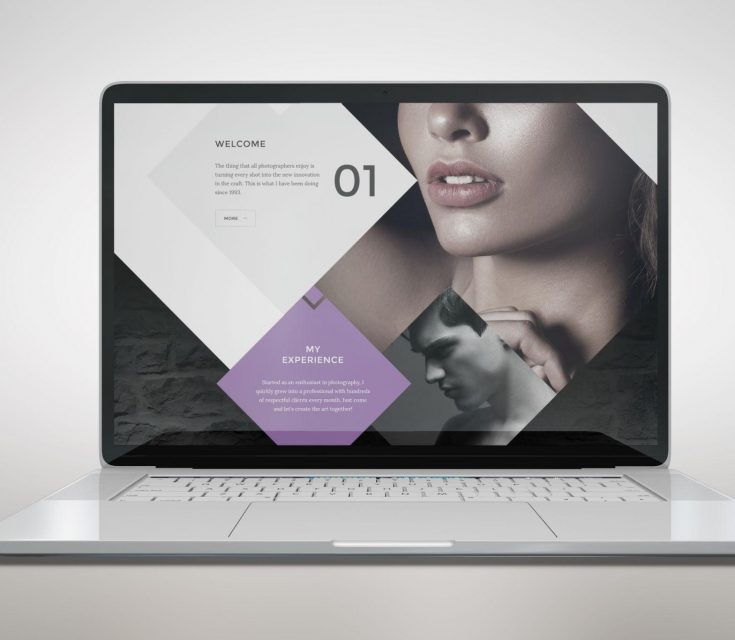 WELCOME
The thing that all photographers enjoy is
turning every shot into the new innovation
in the craft. This is what I have been doing
since 1993.
01
MORE
MY
EXPERIENCE
Started as an enthusiast in photography, I
quickly grew into a professional with hundreds
of respectful clients every month. Just come
and let's create the art together!